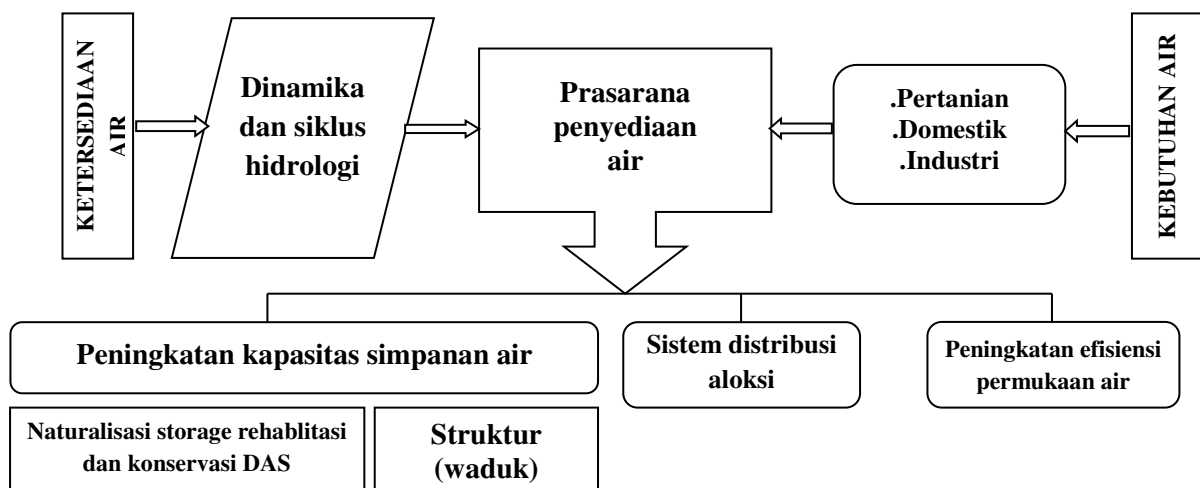 KETERSEDIAAN
AIR
Dinamika
dan siklus
hidrologi
Prasarana
penyediaan
air
.Pertanian
.Domestik
.Industri
KEBUTUHAN AIR
Peningkatan kapasitas simpanan air
Sistem distribusi
aloksi
Peningkatan efisiensi
permukaan air
Naturalisasi storage rehablitasi
dan konservasi DAS
Struktur
(waduk)